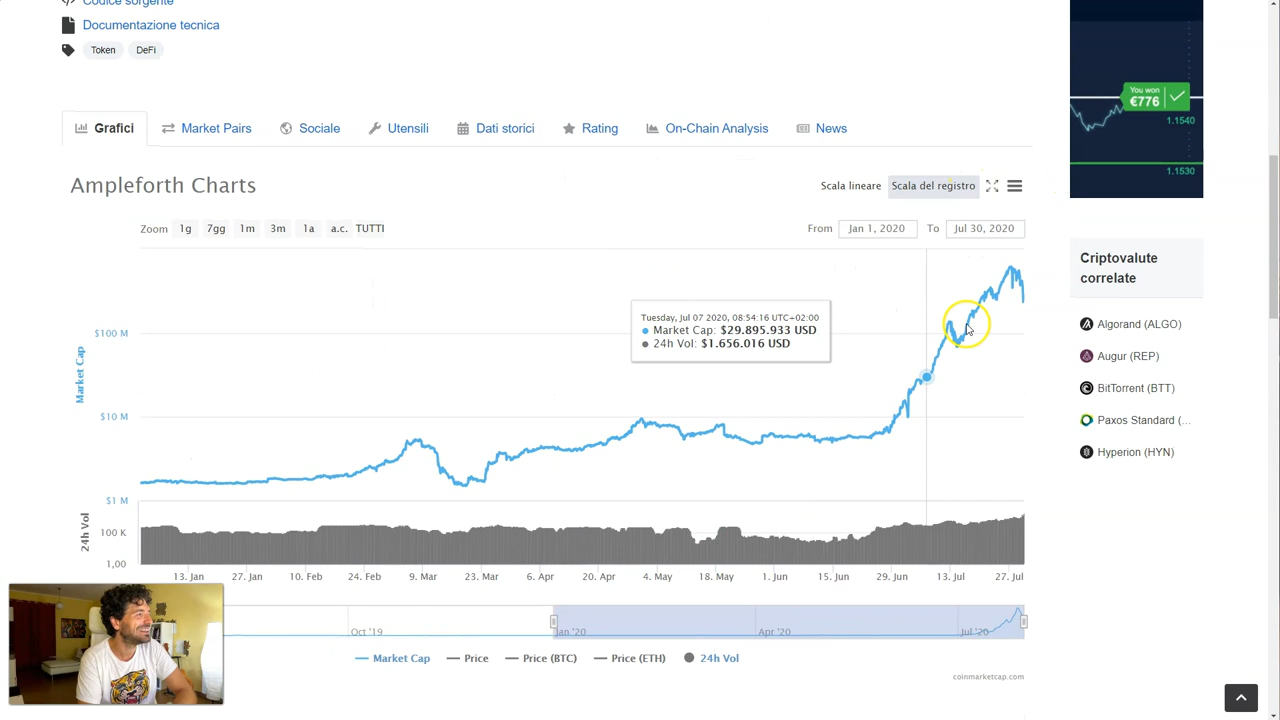 Codice sorgente
Documentazione tecnica
Token DeFi
You won
€776
1.1540
1.1530
Grafici Market Pairs Sociale Utensili Dati storici Rating On-Chain Analysis News
Ampleforth Charts
Scala lineare Scala del registro
Zoom 1g 7gg 1m 3m 1a a.c. TUTTI
From Jan 1, 2020 To Jul 30, 2020
Criptovalute
correlate
Algorand (ALGO)
Augur (REP)
BitTorrent (BTT)
Paxos Standard (...
Hyperion (HYN)
Tuesday, Jul 07 2020, 08:54:16 UTC+02:00
Market Cap: $29.895.933 USD
24h Vol: $1.656.016 USD
Market Cap
$100 M
$10 M
$1 M
24h Vol
100 K
1,00
13. Jan 27. Jan 10. Feb 24. Feb 9. Mar 23. Mar 6. Apr 20. Apr 4. May 18. May 1. Jun 15. Jun 29. Jun 13. Jul 27. Jul
Oct '19 Jan '20 Apr '20 Jul '20
Market Cap Price Price (BTC) Price (ETH) 24h Vol
coinmarketcap.com